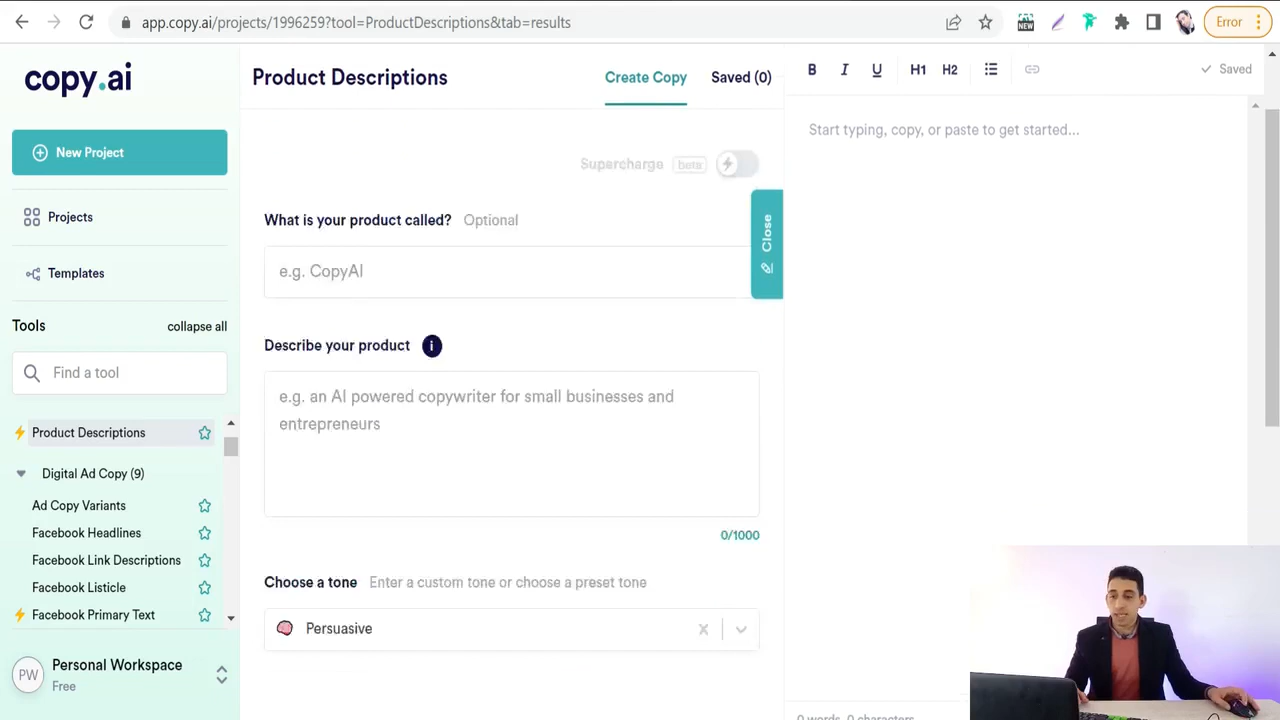 app.copy.ai/projects/1996259?tool=ProductDescriptions&tab=results
NEW
Error
copy.ai
New Project
Projects
Templates
Tools
collapse all
Find a tool
Product Descriptions
Digital Ad Copy (9)
Ad Copy Variants
Facebook Headlines
Facebook Link Descriptions
Facebook Listicle
Facebook Primary Text
PW
Personal Workspace
Free
Product Descriptions
Create Copy
Saved (0)
Supercharge beta
What is your product called? Optional
e.g. CopyAI
Close
Describe your product i
e.g. an AI powered copywriter for small businesses and
entrepreneurs
0/1000
Choose a tone Enter a custom tone or choose a preset tone
Persuasive
B I U H1 H2
Saved
Start typing, copy, or paste to get started...
0 words, 0 characters